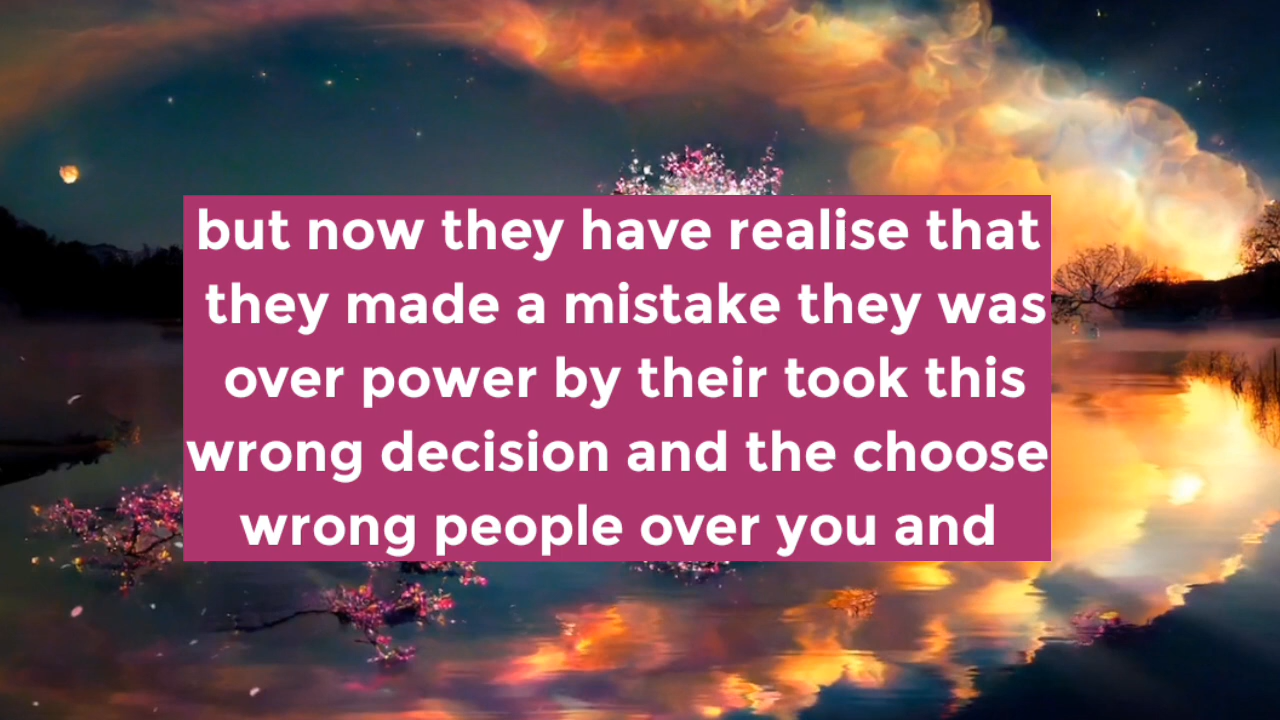 but now they have realise that
they made a mistake they was
over power by their took this
wrong decision and the choose
wrong people over you and